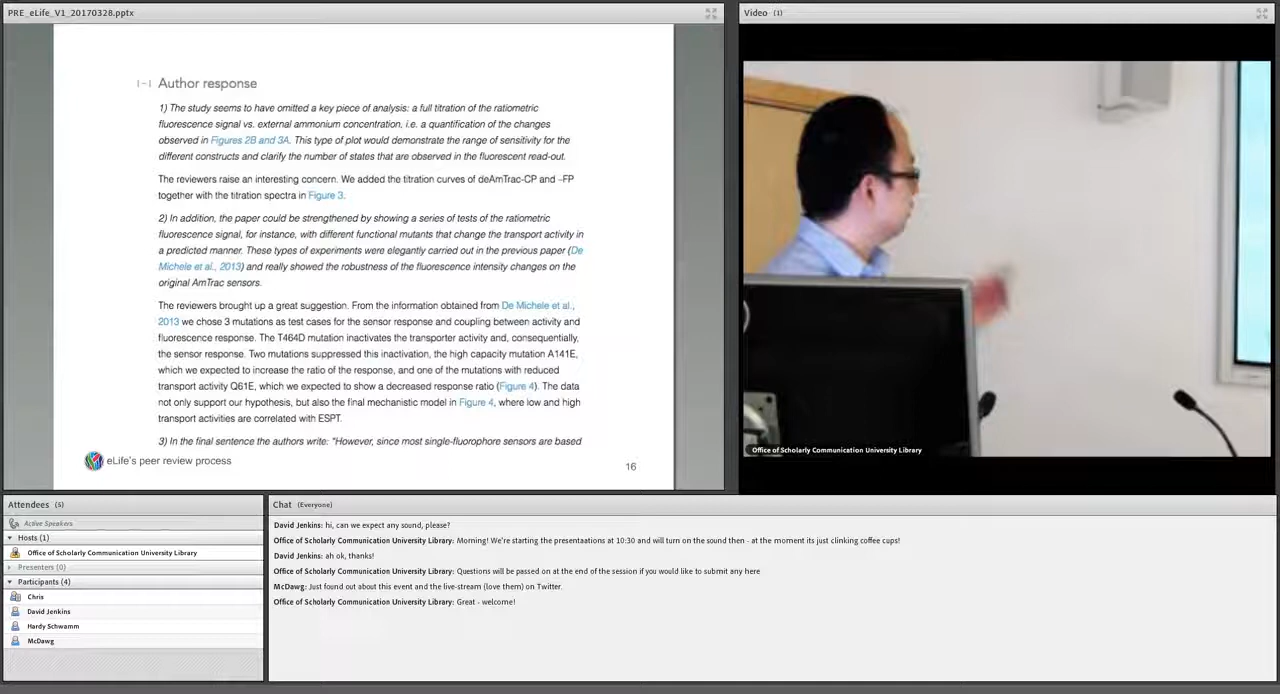 PRE_eLife_V1_20170328.pptx
|-| Author response
1) The study seems to have omitted a key piece of analysis: a full titration of the ratiometric
fluorescence signal vs. external ammonium concentration, i.e. a quantification of the changes
observed in Figures 2B and 3A. This type of plot would demonstrate the range of sensitivity for the
different constructs and clarify the number of states that are observed in the fluorescent read-out.
The reviewers raise an interesting concern. We added the titration curves of deAmTrac-CP and –FP
together with the titration spectra in Figure 3.
2) In addition, the paper could be strengthened by showing a series of tests of the ratiometric
fluorescence signal, for instance, with different functional mutants that change the transport activity in
a predicted manner. These types of experiments were elegantly carried out in the previous paper (De
Michele et al., 2013) and really showed the robustness of the fluorescence intensity changes on the
original AmTrac sensors.
The reviewers brought up a great suggestion. From the information obtained from De Michele et al.,
2013 we chose 3 mutations as test cases for the sensor response and coupling between activity and
fluorescence response. The T464D mutation inactivates the transporter activity and, consequentially,
the sensor response. Two mutations suppressed this inactivation, the high capacity mutation A141E,
which we expected to increase the ratio of the response, and one of the mutations with reduced
transport activity Q61E, which we expected to show a decreased response ratio (Figure 4). The data
not only support our hypothesis, but also the final mechanistic model in Figure 4, where low and high
transport activities are correlated with ESPT.
3) In the final sentence the authors write: "However, since most single-fluorophore sensors are based
eLife's peer review process
16
Video (1)
Office of Scholarly Communication University Library
Attendees (5)
Active Speakers
Hosts (1)
Office of Scholarly Communication University Library
Presenters (0)
Participants (4)
Chris
David Jenkins
Hardy Schwamm
McDawg
Chat (Everyone)
David Jenkins: hi, can we expect any sound, please?
Office of Scholarly Communication University Library: Morning! We're starting the presentaations at 10:30 and will turn on the sound then - at the moment its just clinking coffee cups!
David Jenkins: ah ok, thanks!
Office of Scholarly Communication University Library: Questions will be passed on at the end of the session if you would like to submit any here
McDawg: Just found out about this event and the live-stream (love them) on Twitter.
Office of Scholarly Communication University Library: Great - welcome!